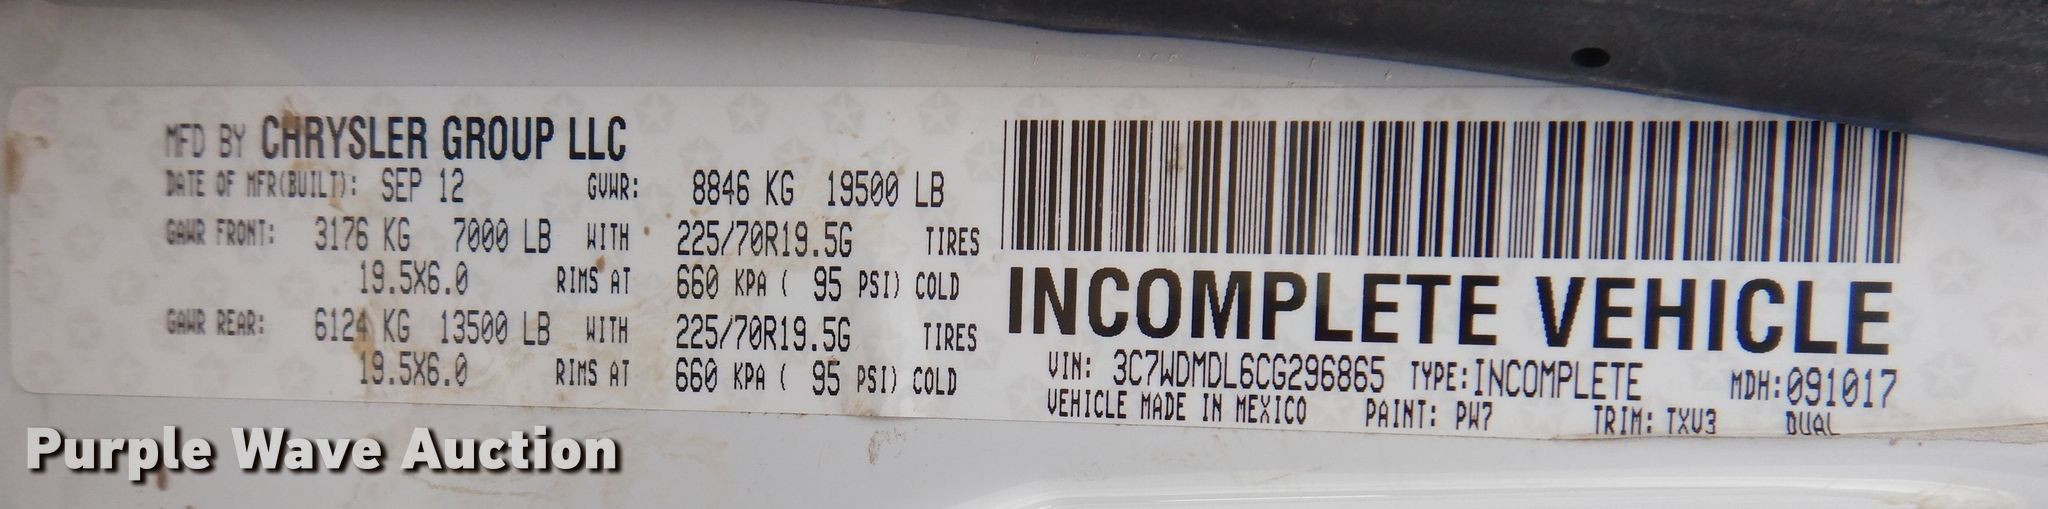 MFD BY CHRYSLER GROUP LLC
DATE OF MFR(BUILT): SEP 12 GVWR: 8846 KG 19500 LB
GAWR FRONT: 3176 KG 7000 LB WITH 225/70R19.5G TIRES
19.5X6.0 RIMS AT 660 KPA ( 95 PSI) COLD
GAWR REAR: 6124 KG 13500 LB WITH 225/70R19.5G TIRES
19.5X6.0 RIMS AT 660 KPA ( 95 PSI) COLD
INCOMPLETE VEHICLE
VIN: 3C7WDMDL6CG296865 TYPE: INCOMPLETE MDH: 091017
VEHICLE MADE IN MEXICO PAINT: PW7 TRIM: TXV3 DUAL
Purple Wave Auction